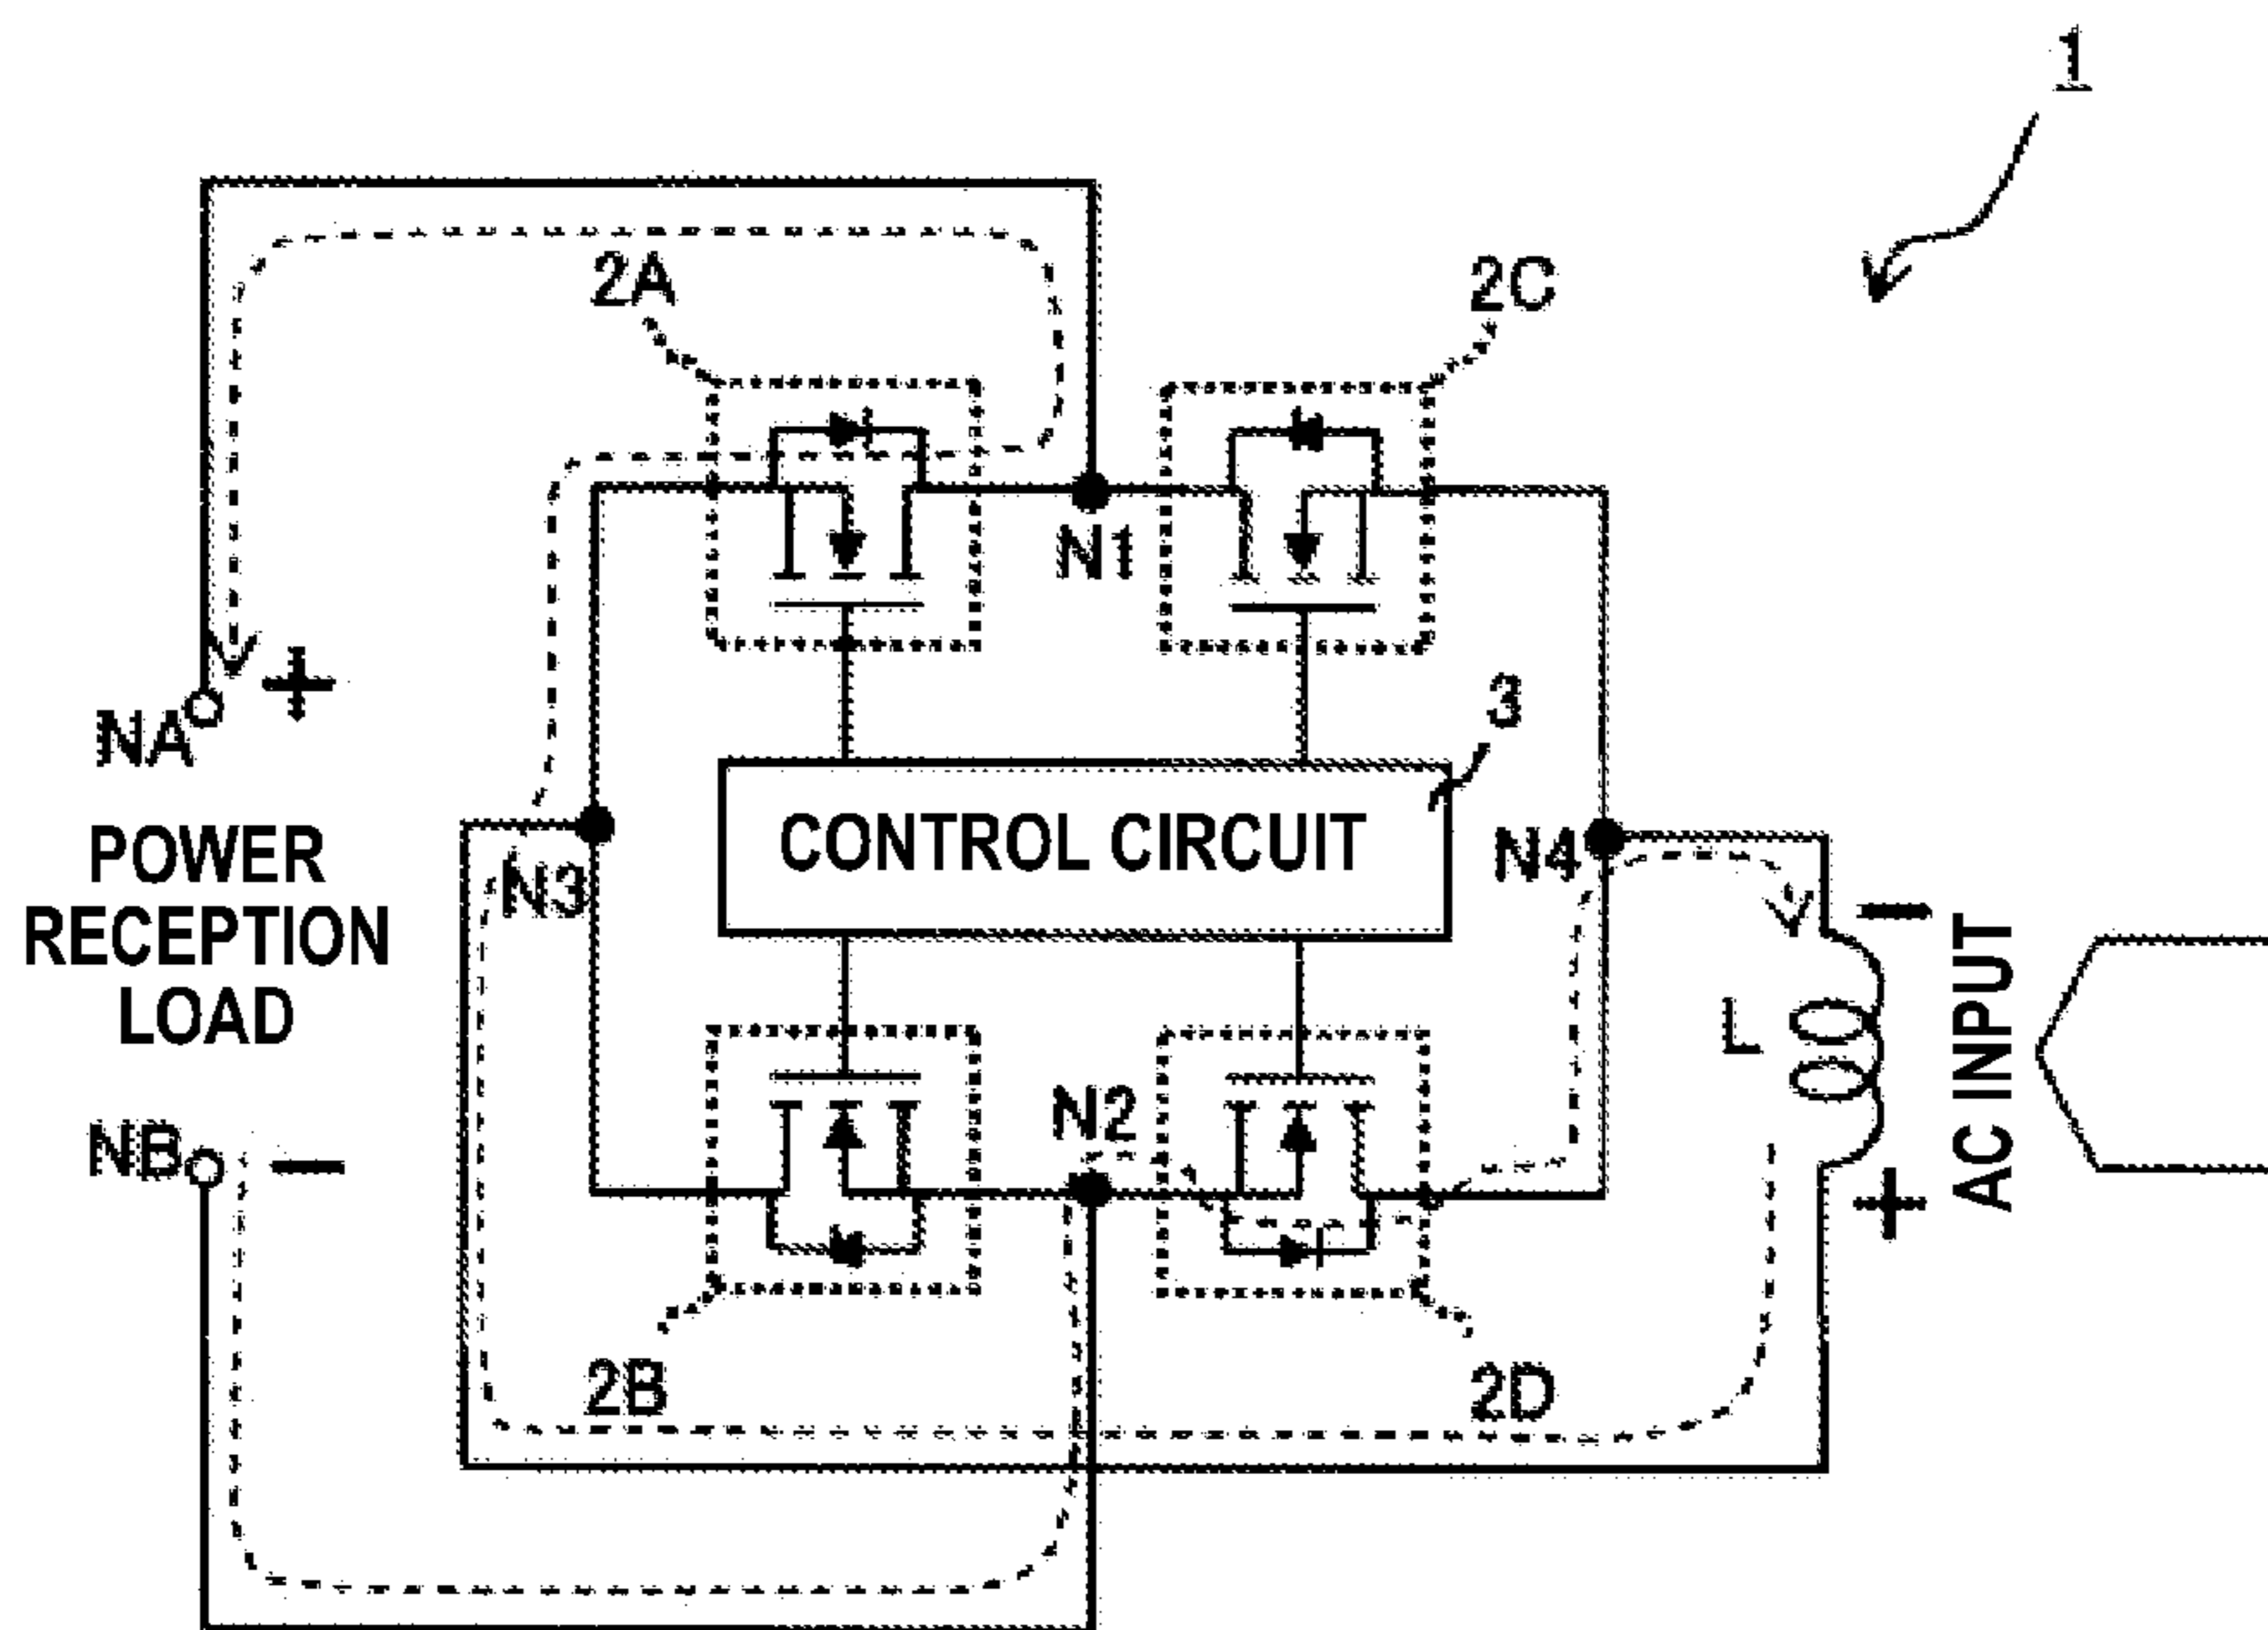 1
2A
2C
N1
+
NA
3
POWER
RECEPTION
LOAD
CONTROL CIRCUIT
N3
N4
−
L
AC INPUT
NB
−
N2
+
2B
2D